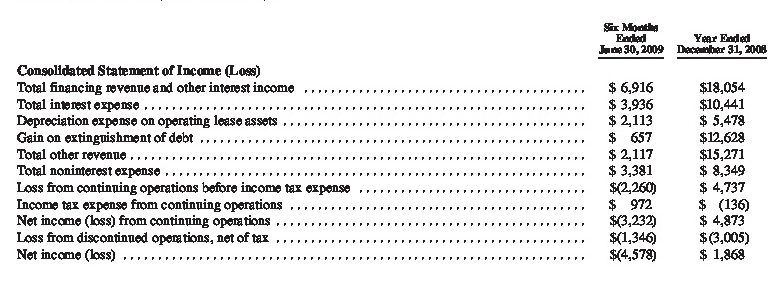 Six Months
Ended
June 30, 2009
Year Ended
December 31, 2008
Consolidated Statement of Income (Loss)
Total financing revenue and other interest income $ 6,916 $18,054
Total interest expense $ 3,936 $10,441
Depreciation expense on operating lease assets $ 2,113 $ 5,478
Gain on extinguishment of debt $ 657 $12,628
Total other revenue $ 2,117 $15,271
Total noninterest expense $ 3,381 $ 8,349
Loss from continuing operations before income tax expense $(2,260) $ 4,737
Income tax expense from continuing operations $ 972 $ (136)
Net income (loss) from continuing operations $(3,232) $ 4,873
Loss from discontinued operations, net of tax $(1,346) $(3,005)
Net income (loss) $(4,578) $ 1,868